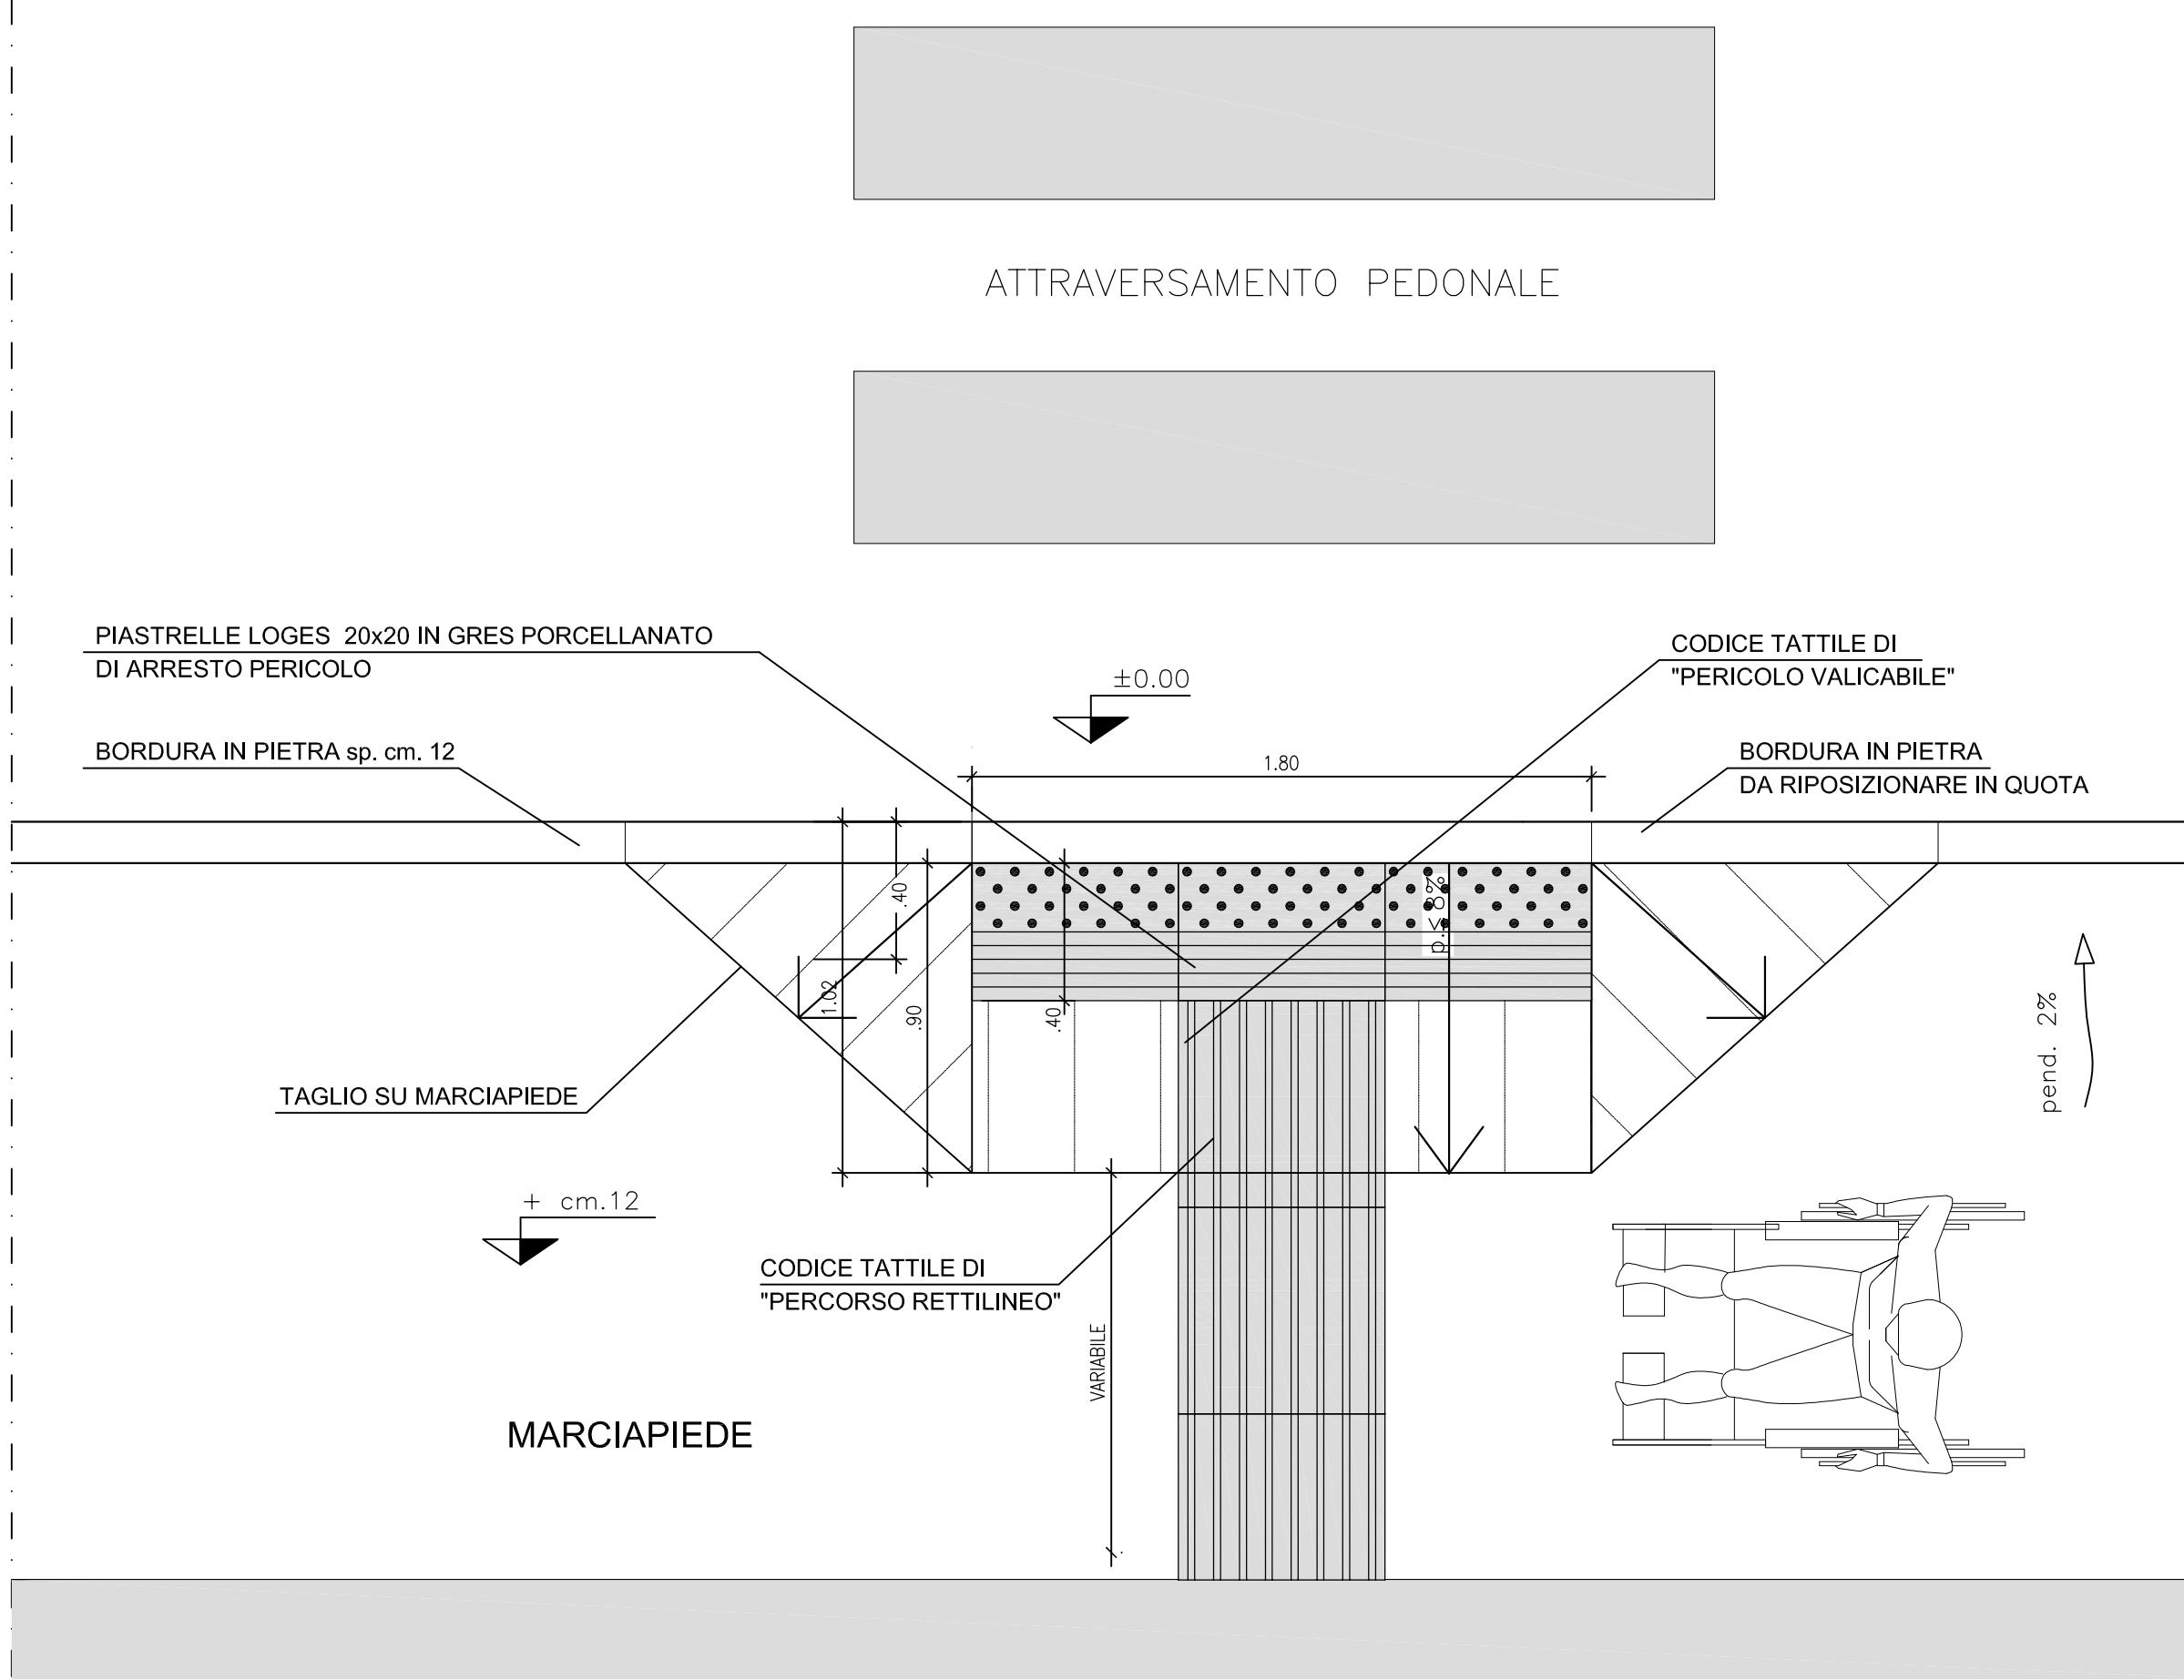 ATTRAVERSAMENTO PEDONALE
PIASTRELLE LOGES 20x20 IN GRES PORCELLANATO
DI ARRESTO PERICOLO
CODICE TATTILE DI
"PERICOLO VALICABILE"
±0.00
BORDURA IN PIETRA sp. cm. 12
BORDURA IN PIETRA
DA RIPOSIZIONARE IN QUOTA
1.80
.40
p.≤8%
1.02
.90
.40
pend. 2%
TAGLIO SU MARCIAPIEDE
+ cm.12
CODICE TATTILE DI
"PERCORSO RETTILINEO"
VARIABILE
MARCIAPIEDE